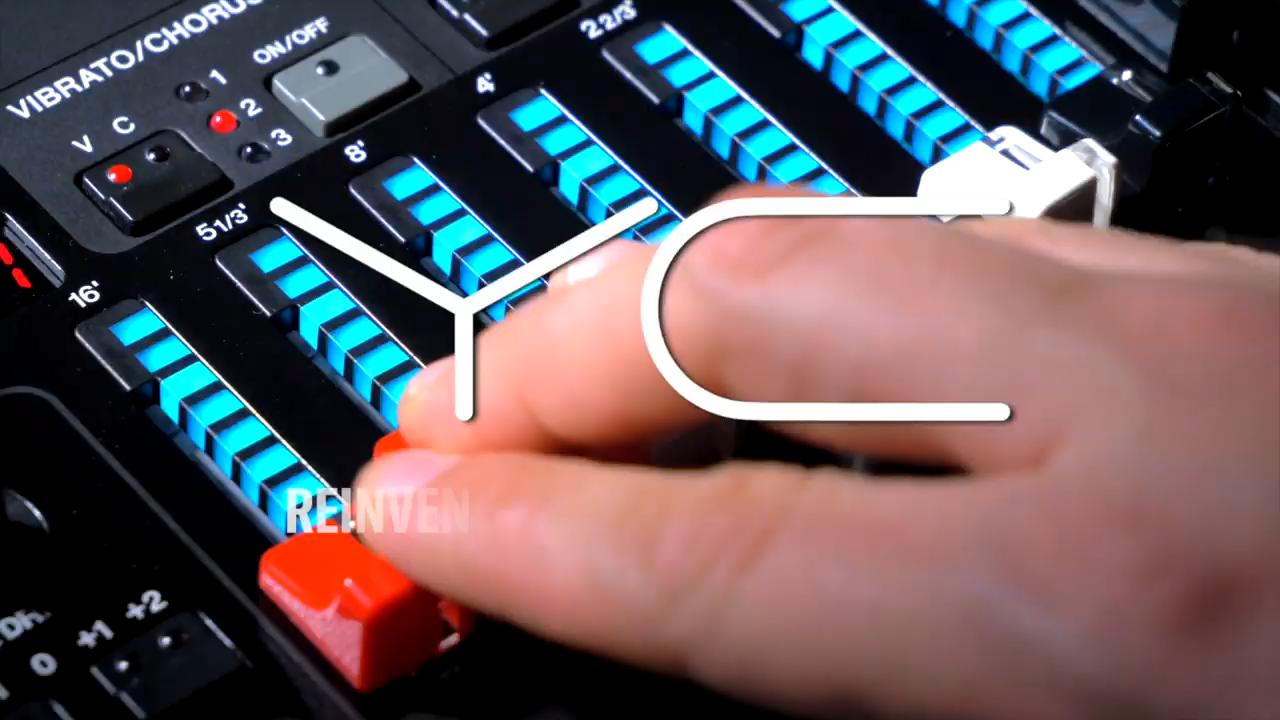 VIBRATO/CHORUS
ON/OFF
V C
1
2
3
2 2/3'
4'
8'
5 1/3'
16'
YC
REINVEN
0 +1 +2